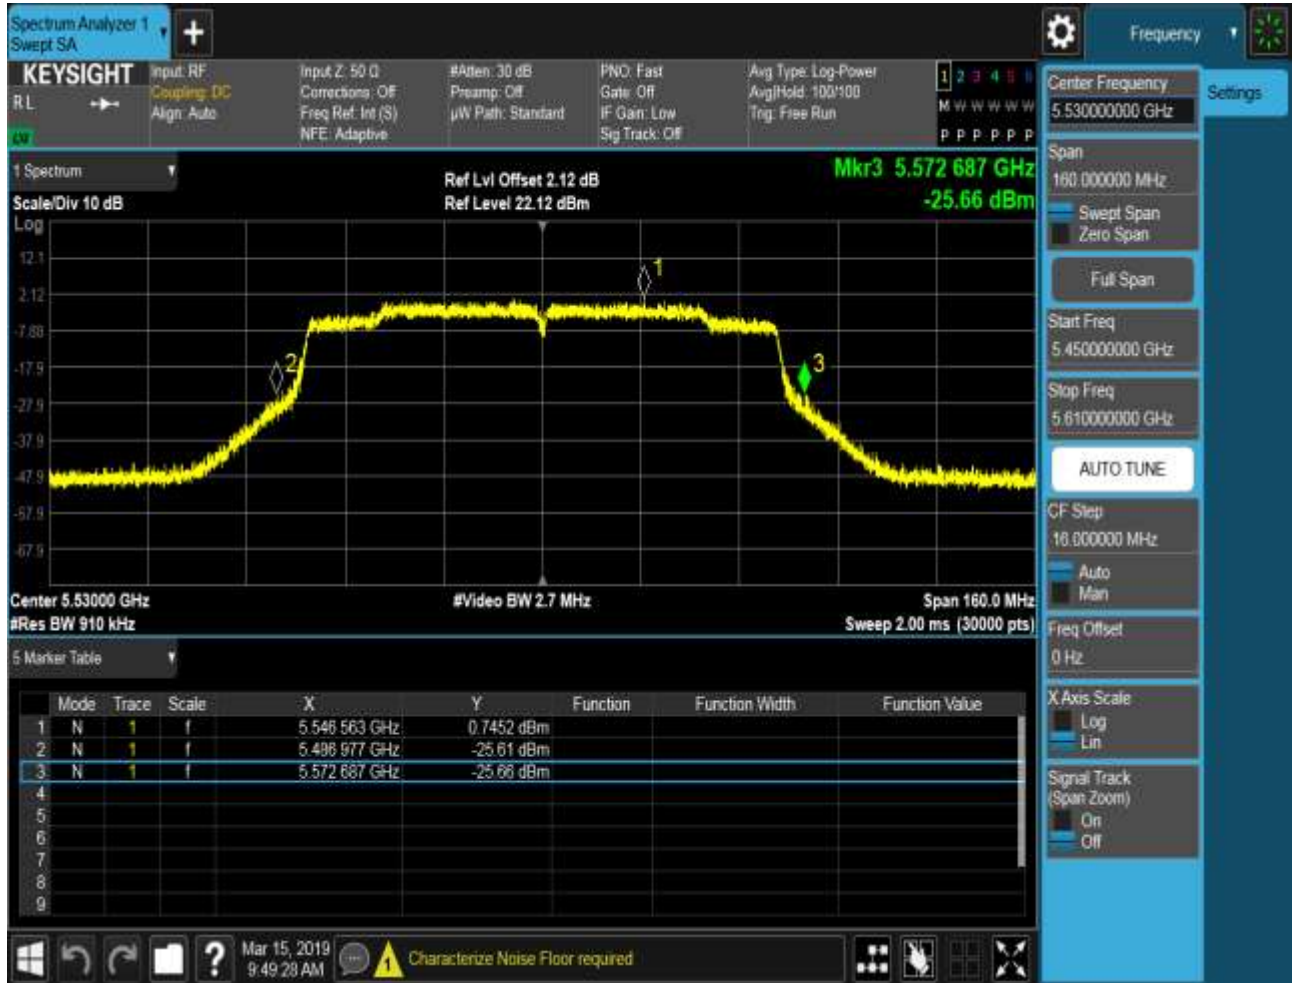 Spectrum Analyzer 1
Swept SA
+
Frequency
KEYSIGHT
RL
Input: RF
Coupling: DC
Align: Auto
Input Z: 50 Ω
Corrections: Off
Freq Ref: Int (S)
NFE: Adaptive
#Atten: 30 dB
Preamp: Off
µW Path: Standard
PNO: Fast
Gate: Off
IF Gain: Low
Sig Track: Off
Avg Type: Log-Power
Avg|Hold: 100/100
Trig: Free Run
1 2 3 4 5 6
M W W W W W
P P P P P P
1 Spectrum
Scale/Div 10 dB
Ref Lvl Offset 2.12 dB
Ref Level 22.12 dBm
Mkr3 5.572 687 GHz
-25.66 dBm
Log
12.1
2.12
-7.88
-17.9
-27.9
-37.9
-47.9
-57.9
-67.9
1
2
3
Center 5.53000 GHz
#Video BW 2.7 MHz
Span 160.0 MHz
#Res BW 910 kHz
Sweep 2.00 ms (30000 pts)
5 Marker Table
Mode Trace Scale X Y Function Function Width Function Value
1 N 1 f 5.546 563 GHz 0.7452 dBm
2 N 1 f 5.486 977 GHz -25.61 dBm
3 N 1 f 5.572 687 GHz -25.66 dBm
4
5
6
7
8
9
Center Frequency
5.530000000 GHz
Settings
Span
160.000000 MHz
Swept Span
Zero Span
Full Span
Start Freq
5.450000000 GHz
Stop Freq
5.610000000 GHz
AUTO TUNE
CF Step
16.000000 MHz
Auto
Man
Freq Offset
0 Hz
X Axis Scale
Log
Lin
Signal Track
(Span Zoom)
On
Off
?
Mar 15, 2019
9:49:28 AM
1
Characterize Noise Floor required